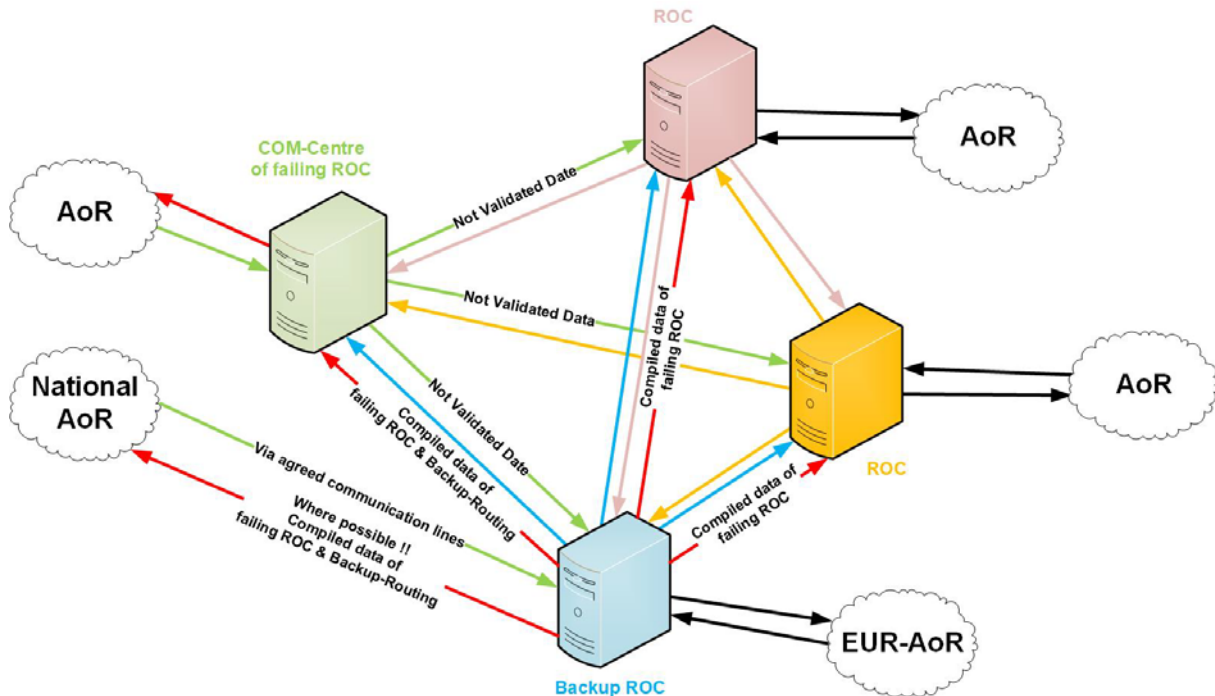 ROC
AoR
COM-Centre
of failing ROC
Not Validated Date
AoR
Not Validated Data
Compiled data of
failing ROC
National
AoR
Not Validated Date
Compiled data of
failing ROC & Backup-Routing
AoR
ROC
Via agreed communication lines
Where possible !!
Compiled data of
failing ROC & Backup-Routing
Compiled data of
failing ROC
EUR-AoR
Backup ROC